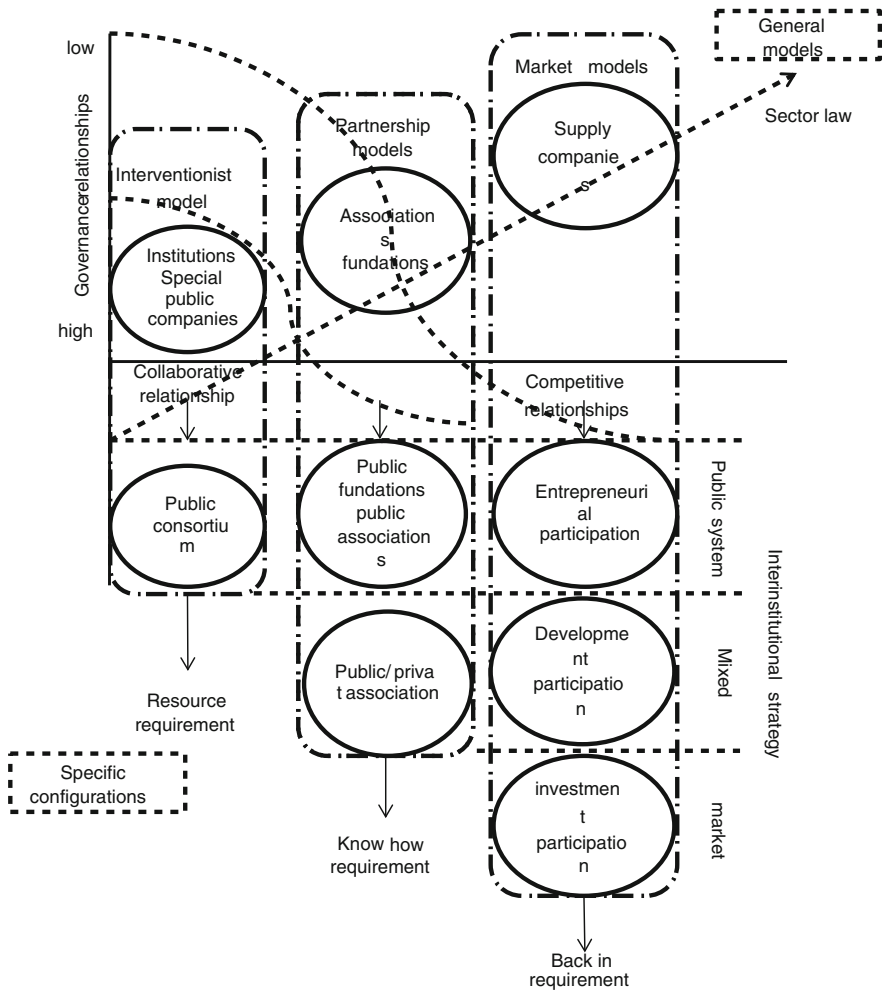 General
models
low
Market models
Sector law
Supply
companie
s
Partnership
models
Interventionist
model
Governancerelationships
Association
s
fundations
Institutions
Special
public
companies
high
Collaborative
relationship
Competitive
relationships
Public
consortiu
m
Public
fundations
public
association
s
Entrepreneuri
al
participation
Public system
Public/ priva
t association
Developme
nt
participatio
n
Mixed
Interinstitutional strategy
Resource
requirement
Specific
configurations
investmen
t
participatio
n
market
Know how
requirement
Back in
requirement